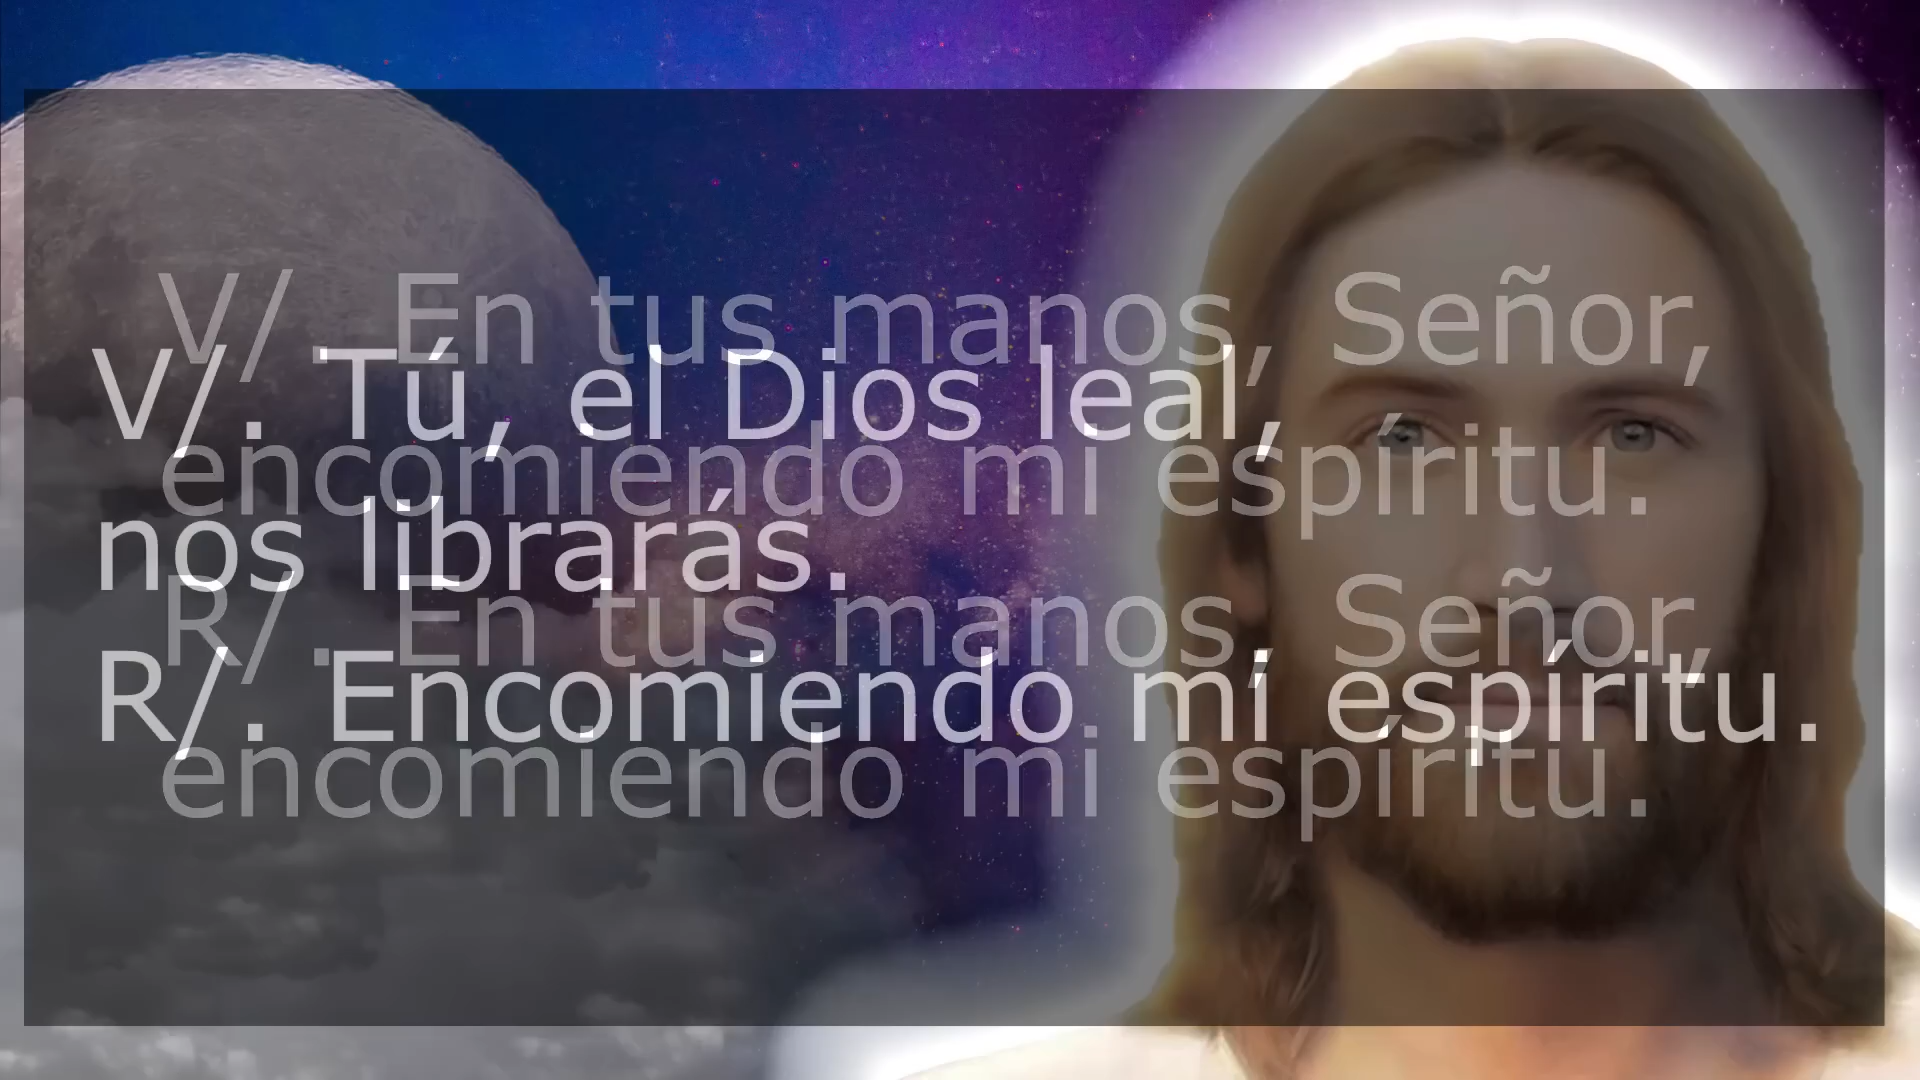 V/. En tus manos, Señor,
encomiendo mi espíritu.
R/. En tus manos, Señor,
encomiendo mi espíritu.
V/. Tú, el Dios leal,
nos librarás.
R/. Encomiendo mi espíritu.